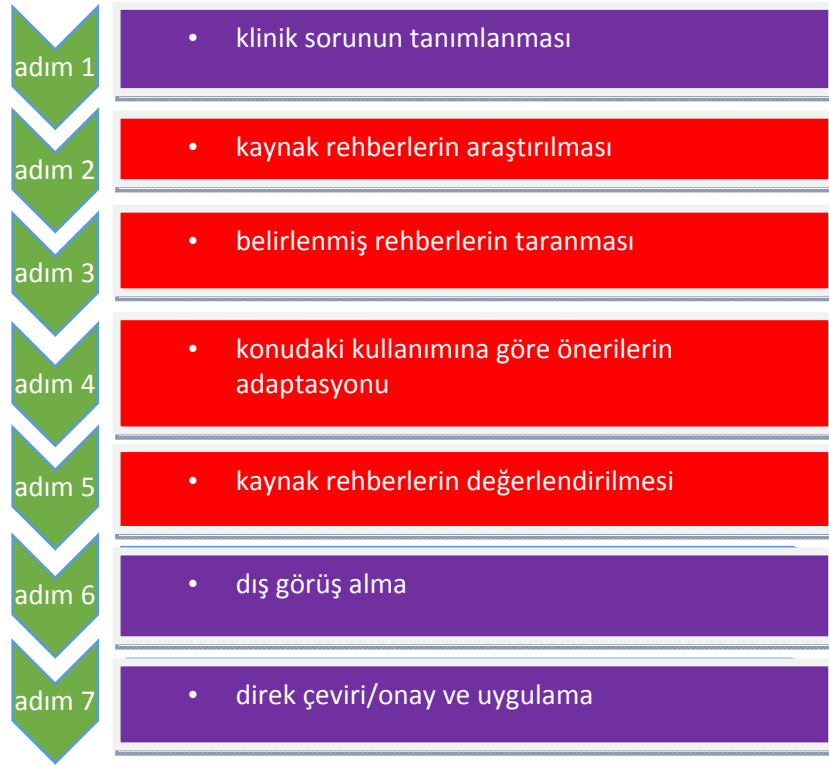 adım 1
• klinik sorunun tanımlanması
adım 2
• kaynak rehberlerin araştırılması
adım 3
• belirlenmiş rehberlerin taranması
adım 4
• konudaki kullanımına göre önerilerin
adaptasyonu
adım 5
• kaynak rehberlerin değerlendirilmesi
adım 6
• dış görüş alma
adım 7
• direk çeviri/onay ve uygulama